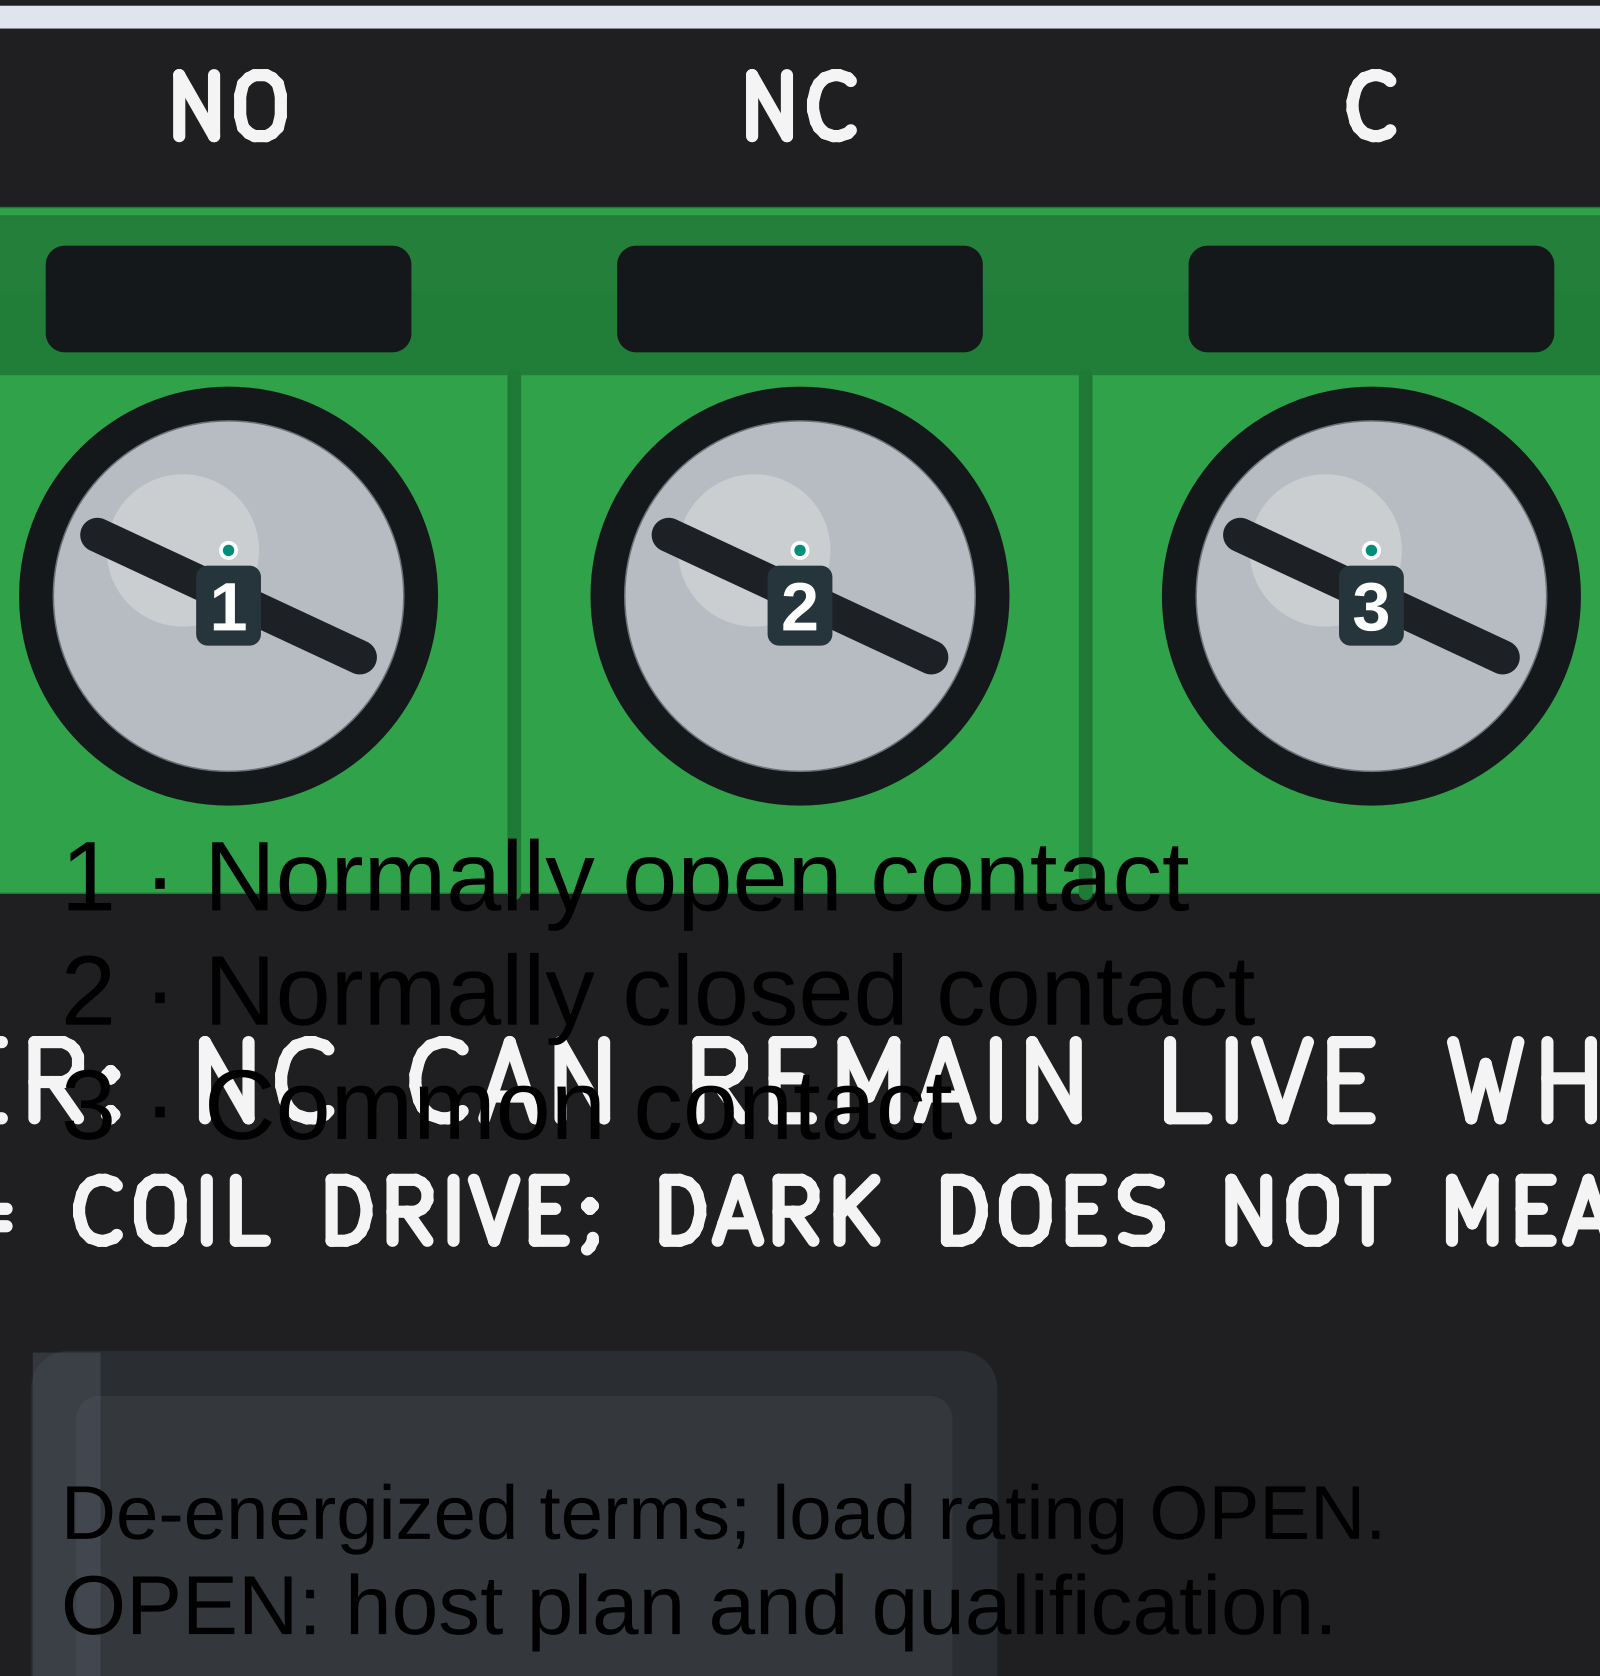 NO NC C
1 2 3
1 · Normally open contact
2 · Normally closed contact
ER: NC CAN REMAIN LIVE WH
3 · Common contact
= COIL DRIVE; DARK DOES NOT MEA
De-energized terms; load rating OPEN.
OPEN: host plan and qualification.